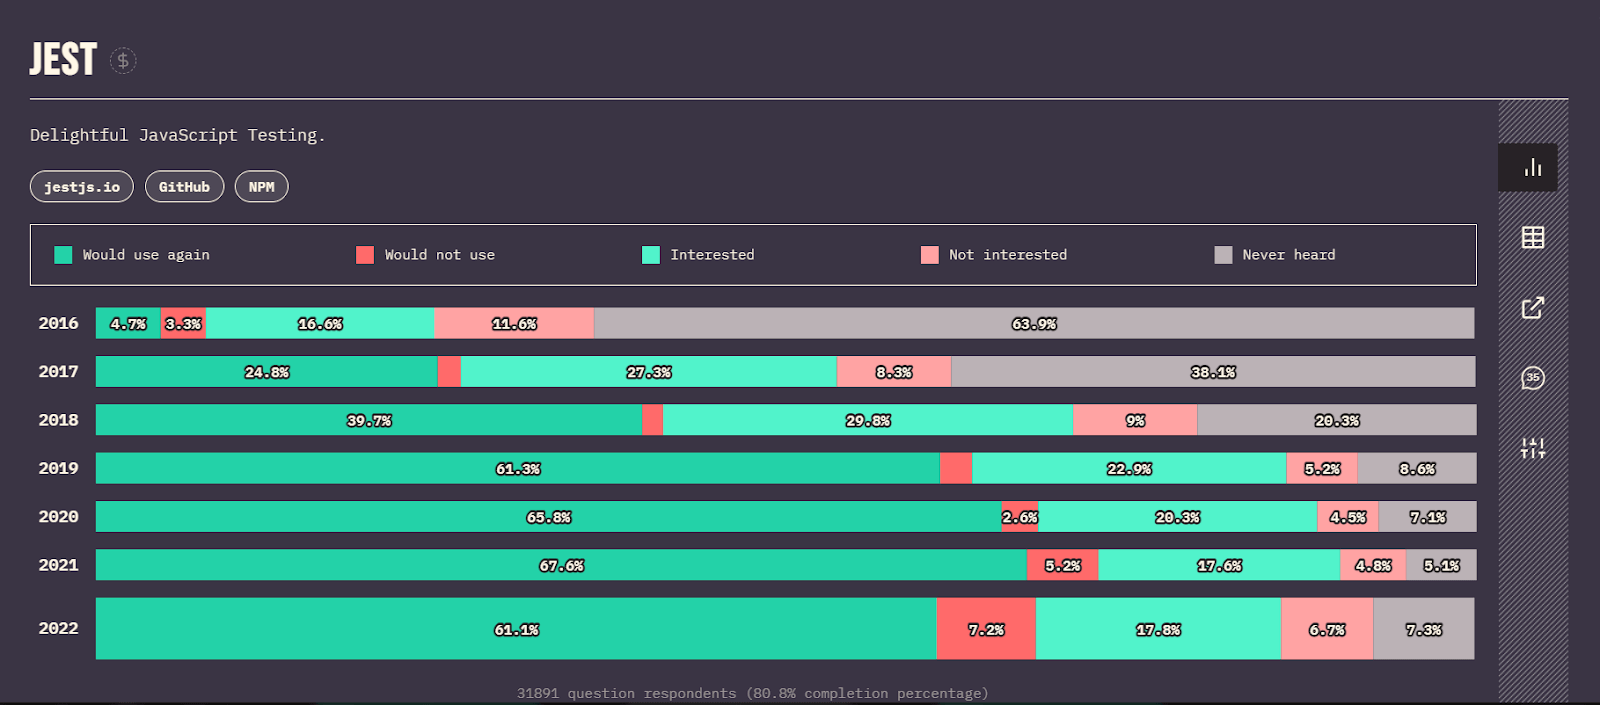 JEST $
Delightful JavaScript Testing.
jestjs.io GitHub NPM
Would use again Would not use Interested Not interested Never heard
2016 4.7% 3.3% 16.6% 11.6% 63.9%
2017 24.8% 27.3% 8.3% 38.1%
2018 39.7% 29.8% 9% 20.3%
2019 61.3% 22.9% 5.2% 8.6%
35
2020 65.8% 2.6% 20.3% 4.5% 7.1%
2021 67.6% 5.2% 17.6% 4.8% 5.1%
2022 61.1% 7.2% 17.8% 6.7% 7.3%
31891 question respondents (80.8% completion percentage)